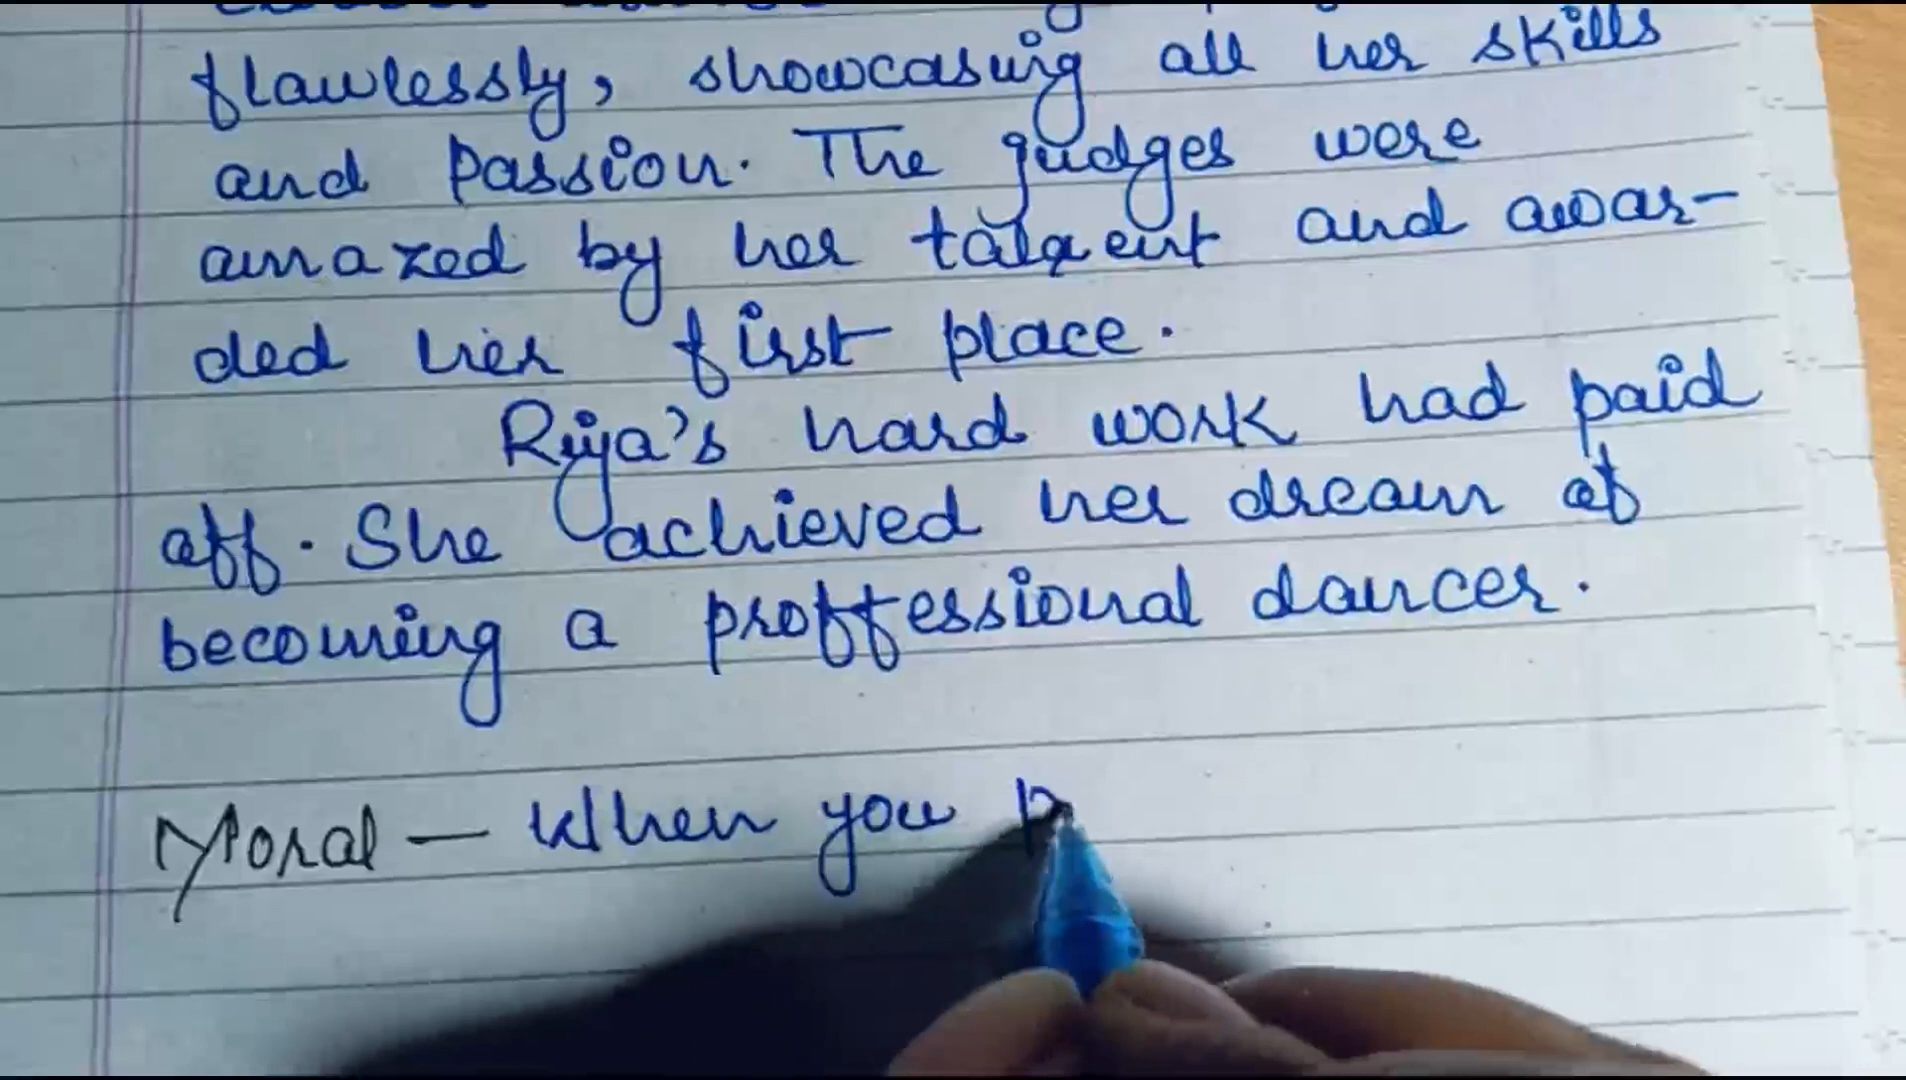 flawlessly, showcasing all her skills
and passion. The judges were
amazed by her talent and awar-
ded her first place.
Riya's hard work had paid
off. She achieved her dream of
becoming a proffessional dancer.
Moral - When you p